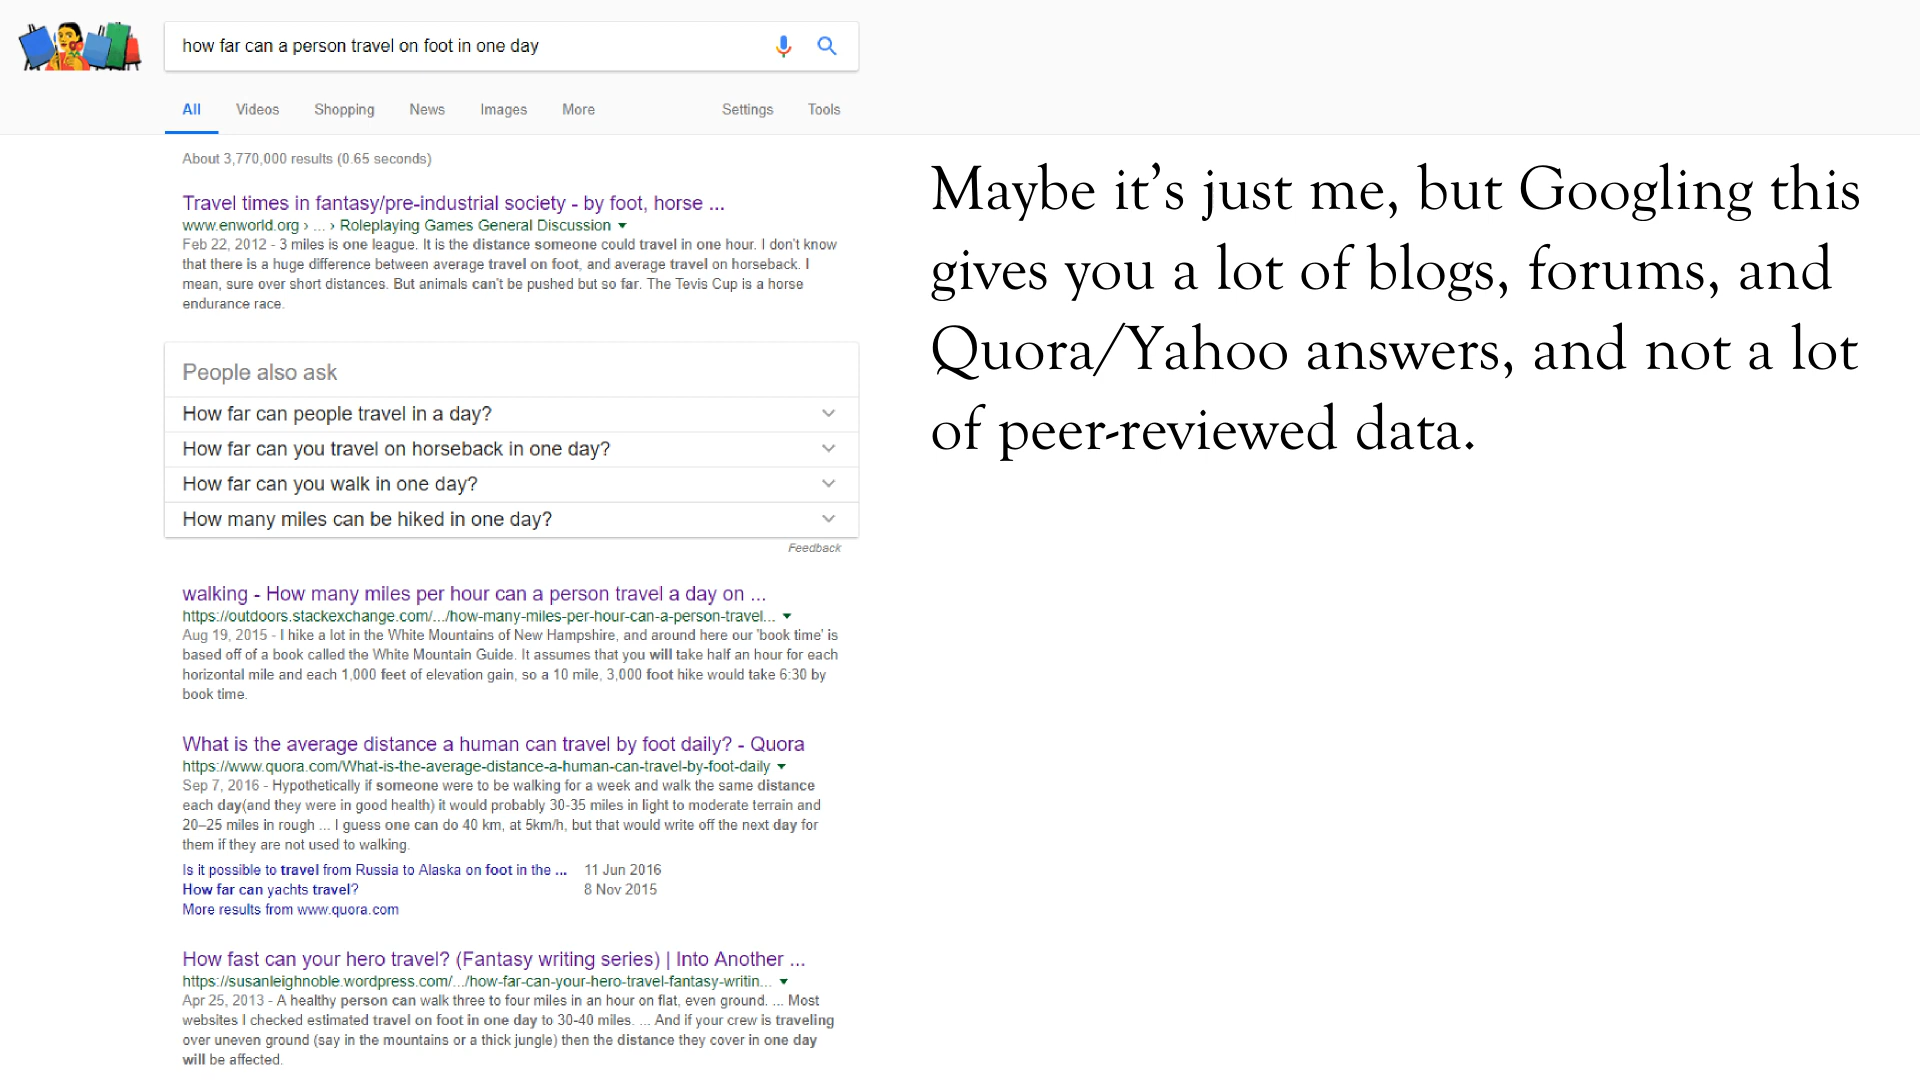 how far can a person travel on foot in one day
All Videos Shopping News Images More Settings Tools
About 3,770,000 results (0.65 seconds)
Travel times in fantasy/pre-industrial society - by foot, horse ...
www.enworld.org › ... › Roleplaying Games General Discussion
Feb 22, 2012 - 3 miles is one league. It is the distance someone could travel in one hour. I don't know
that there is a huge difference between average travel on foot, and average travel on horseback. I
mean, sure over short distances. But animals can't be pushed but so far. The Tevis Cup is a horse
endurance race.
People also ask
How far can people travel in a day?
How far can you travel on horseback in one day?
How far can you walk in one day?
How many miles can be hiked in one day?
Feedback
walking - How many miles per hour can a person travel a day on ...
https://outdoors.stackexchange.com/.../how-many-miles-per-hour-can-a-person-travel...
Aug 19, 2015 - I hike a lot in the White Mountains of New Hampshire, and around here our 'book time' is
based off of a book called the White Mountain Guide. It assumes that you will take half an hour for each
horizontal mile and each 1,000 feet of elevation gain, so a 10 mile, 3,000 foot hike would take 6:30 by
book time.
What is the average distance a human can travel by foot daily? - Quora
https://www.quora.com/What-is-the-average-distance-a-human-can-travel-by-foot-daily
Sep 7, 2016 - Hypothetically if someone were to be walking for a week and walk the same distance
each day(and they were in good health) it would probably 30-35 miles in light to moderate terrain and
20–25 miles in rough ... I guess one can do 40 km, at 5km/h, but that would write off the next day for
them if they are not used to walking.
Is it possible to travel from Russia to Alaska on foot in the ... 11 Jun 2016
How far can yachts travel? 8 Nov 2015
More results from www.quora.com
How fast can your hero travel? (Fantasy writing series) | Into Another ...
https://susanleighnoble.wordpress.com/.../how-far-can-your-hero-travel-fantasy-writin...
Apr 25, 2013 - A healthy person can walk three to four miles in an hour on flat, even ground. ... Most
websites I checked estimated travel on foot in one day to 30-40 miles. ... And if your crew is traveling
over uneven ground (say in the mountains or a thick jungle) then the distance they cover in one day
will be affected.
Maybe it's just me, but Googling this
gives you a lot of blogs, forums, and
Quora/Yahoo answers, and not a lot
of peer-reviewed data.